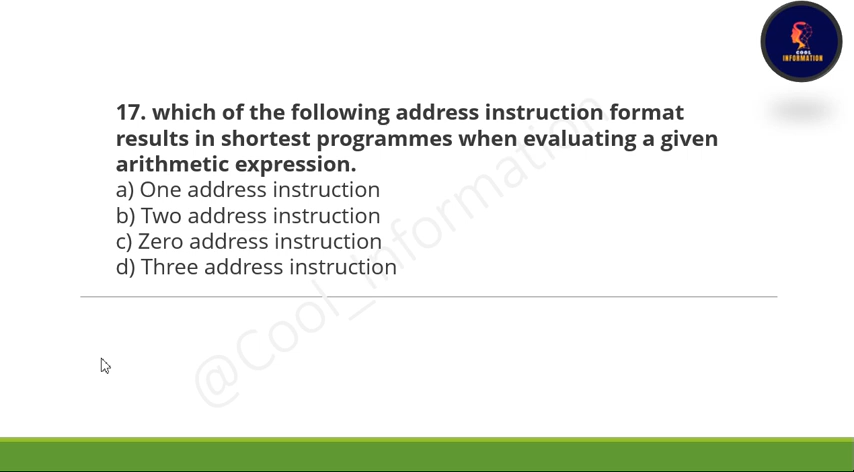 COOL
INFORMATION
17. which of the following address instruction format
results in shortest programmes when evaluating a given
arithmetic expression.
a) One address instruction
b) Two address instruction
c) Zero address instruction
d) Three address instruction
@Cool_Information